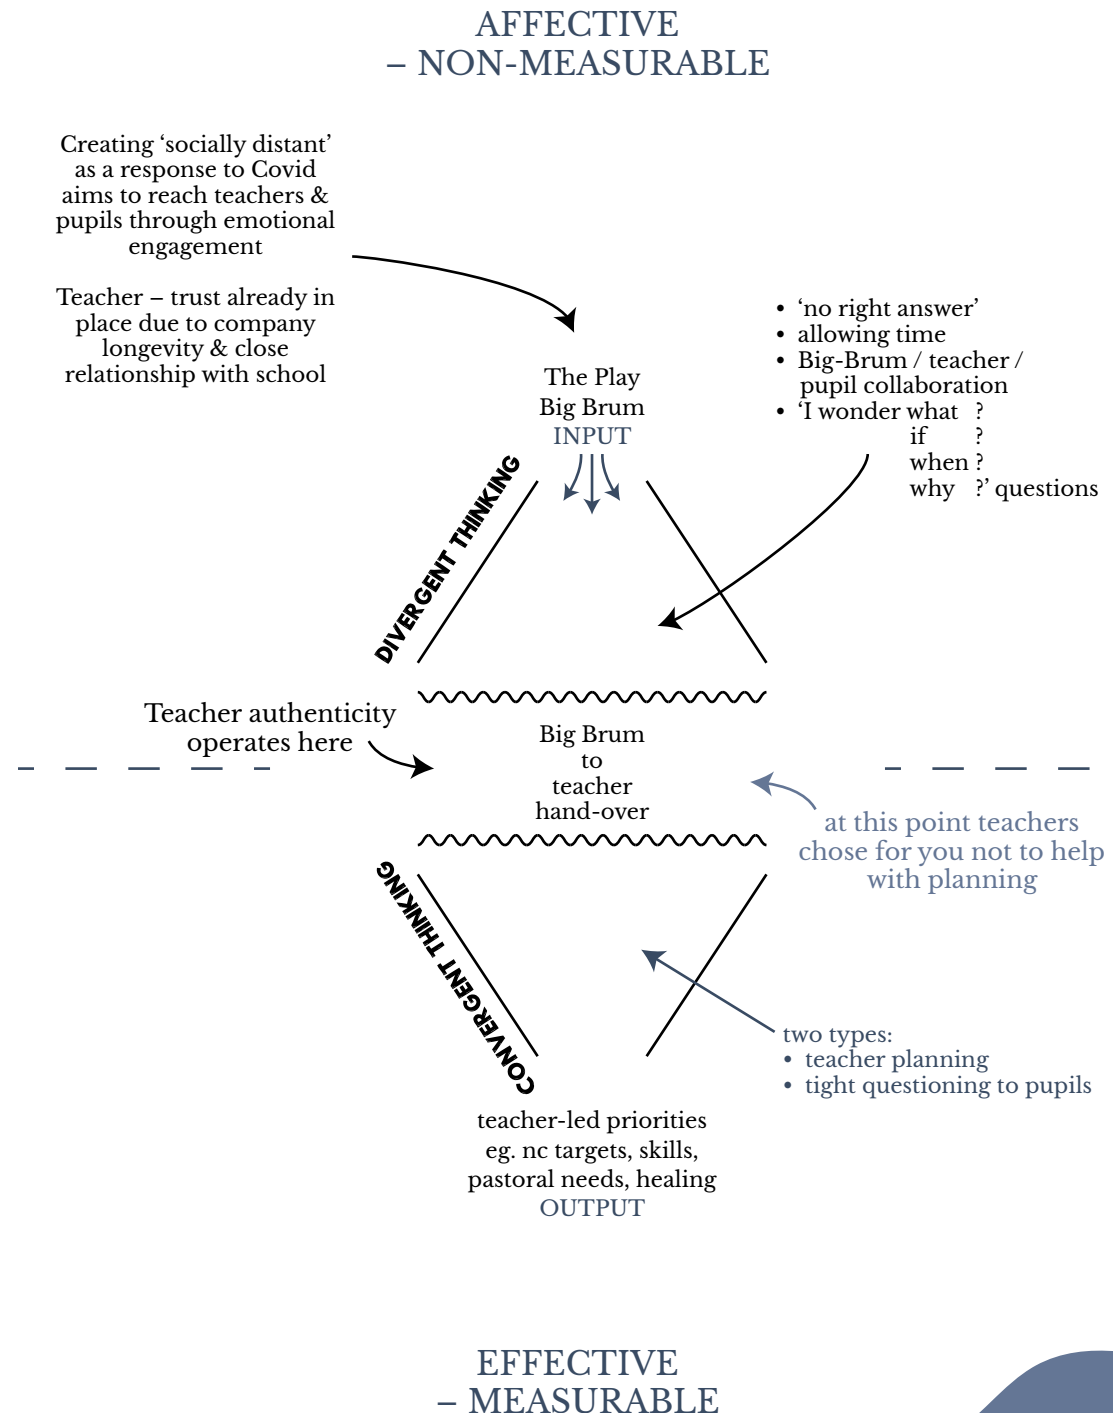 AFFECTIVE
– NON-MEASURABLE
Creating ‘socially distant’
as a response to Covid
aims to reach teachers &
pupils through emotional
engagement
Teacher – trust already in
place due to company
longevity & close
relationship with school
• ‘no right answer’
• allowing time
• Big-Brum / teacher /
pupil collaboration
• ‘I wonder what ?
if ?
when ?
why ?’ questions
The Play
Big Brum
INPUT
DIVERGENT THINKING
Teacher authenticity
operates here
Big Brum
to
teacher
hand-over
at this point teachers
chose for you not to help
with planning
CONVERGENT THINKING
two types:
• teacher planning
• tight questioning to pupils
teacher-led priorities
eg. nc targets, skills,
pastoral needs, healing
OUTPUT
EFFECTIVE
– MEASURABLE